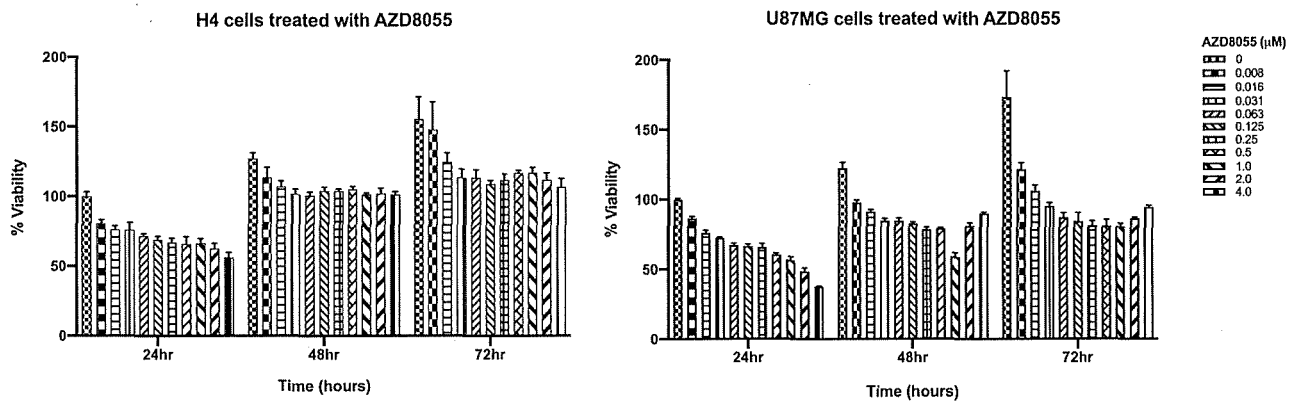 H4 cells treated with AZD8055
200
150
100
50
0
% Viability
24hr
48hr
72hr
Time (hours)
U87MG cells treated with AZD8055
200
150
100
50
0
% Viability
24hr
48hr
72hr
Time (hours)
AZD8055 (µM)
0
0.008
0.016
0.031
0.063
0.125
0.25
0.5
1.0
2.0
4.0